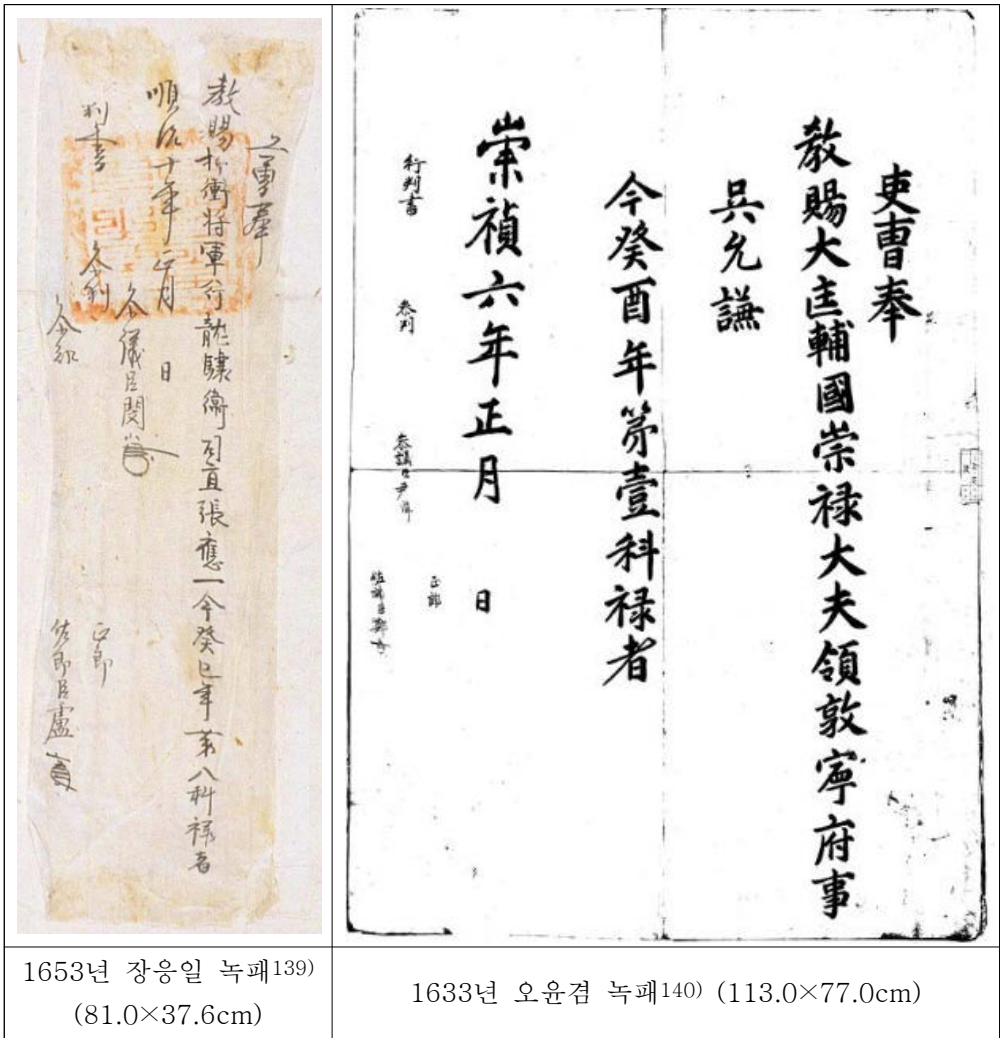 兵曹奉
教賜折衝將軍行龍驤衛司直張應一今癸巳年第八科祿者
順治十年正月 日
判書
參判
參議臣閔
參知
正郎
佐郎臣盧
1653년 장응일 녹패139)
(81.0×37.6cm)
吏曹奉
教賜大匡輔國崇禄大夫領敦寧府事
吳允謙
今癸酉年第壹科禄者
崇禎六年正月 日
行判書
參判
參議臣尹
正郎
佐郎臣鄭
1633년 오윤겸 녹패140) (113.0×77.0cm)